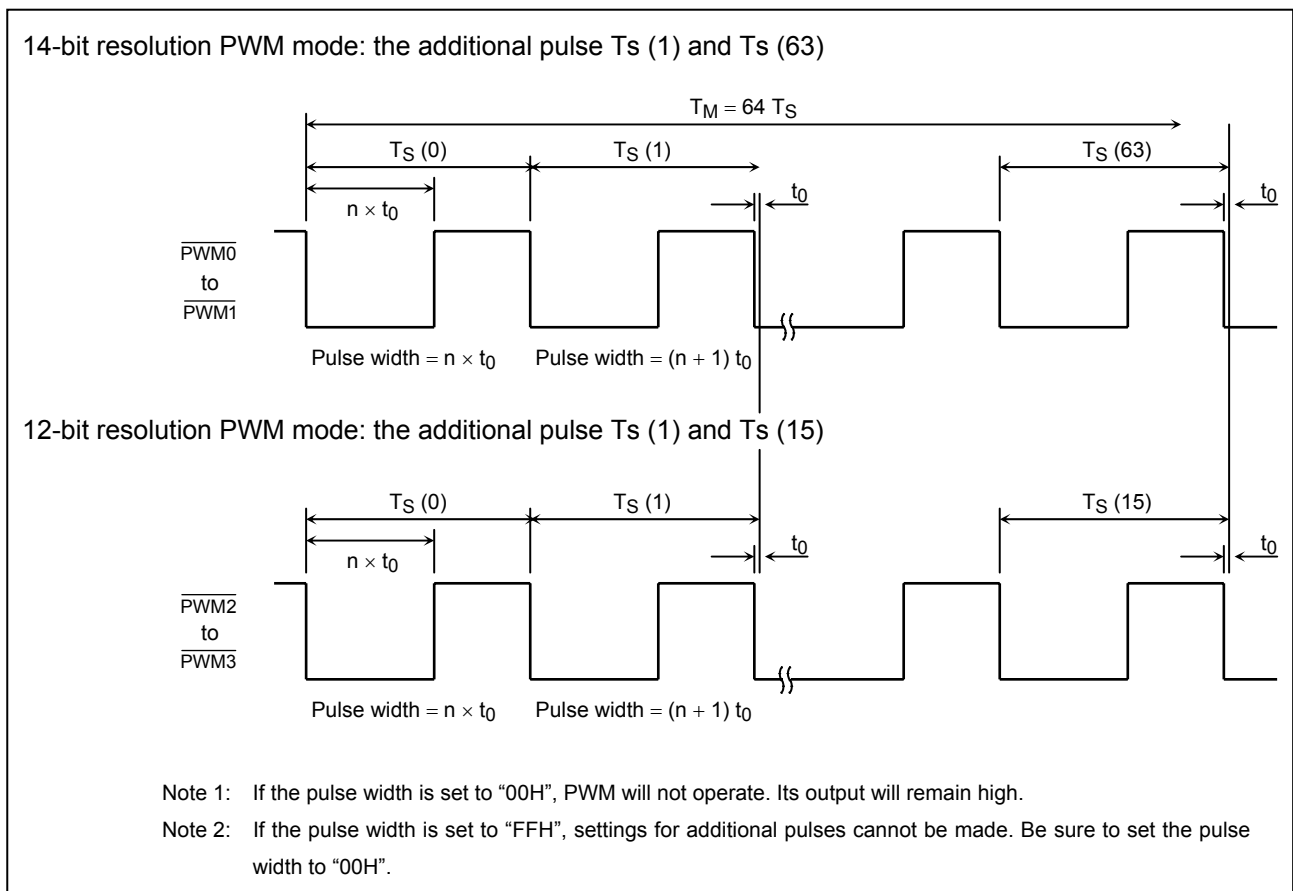 14-bit resolution PWM mode: the additional pulse Ts (1) and Ts (63)
TM = 64 TS
TS (0) TS (1) TS (63)
n × t0 t0 t0
PWM0
to
PWM1
Pulse width = n × t0 Pulse width = (n + 1) t0
12-bit resolution PWM mode: the additional pulse Ts (1) and Ts (15)
TS (0) TS (1) TS (15)
n × t0 t0 t0
PWM2
to
PWM3
Pulse width = n × t0 Pulse width = (n + 1) t0
Note 1: If the pulse width is set to “00H”, PWM will not operate. Its output will remain high.
Note 2: If the pulse width is set to “FFH”, settings for additional pulses cannot be made. Be sure to set the pulse
width to “00H”.